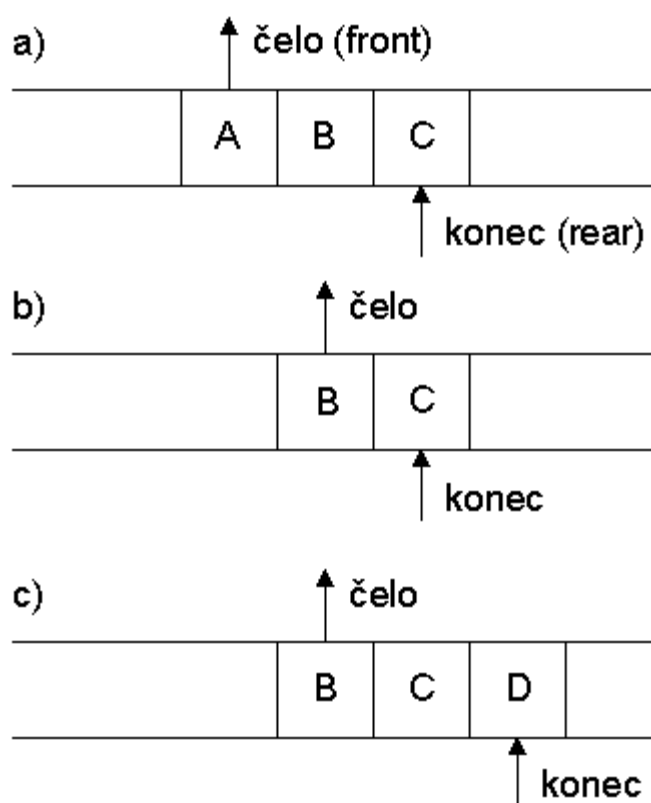 a)
čelo (front)
A B C
konec (rear)
b)
čelo
B C
konec
c)
čelo
B C D
konec